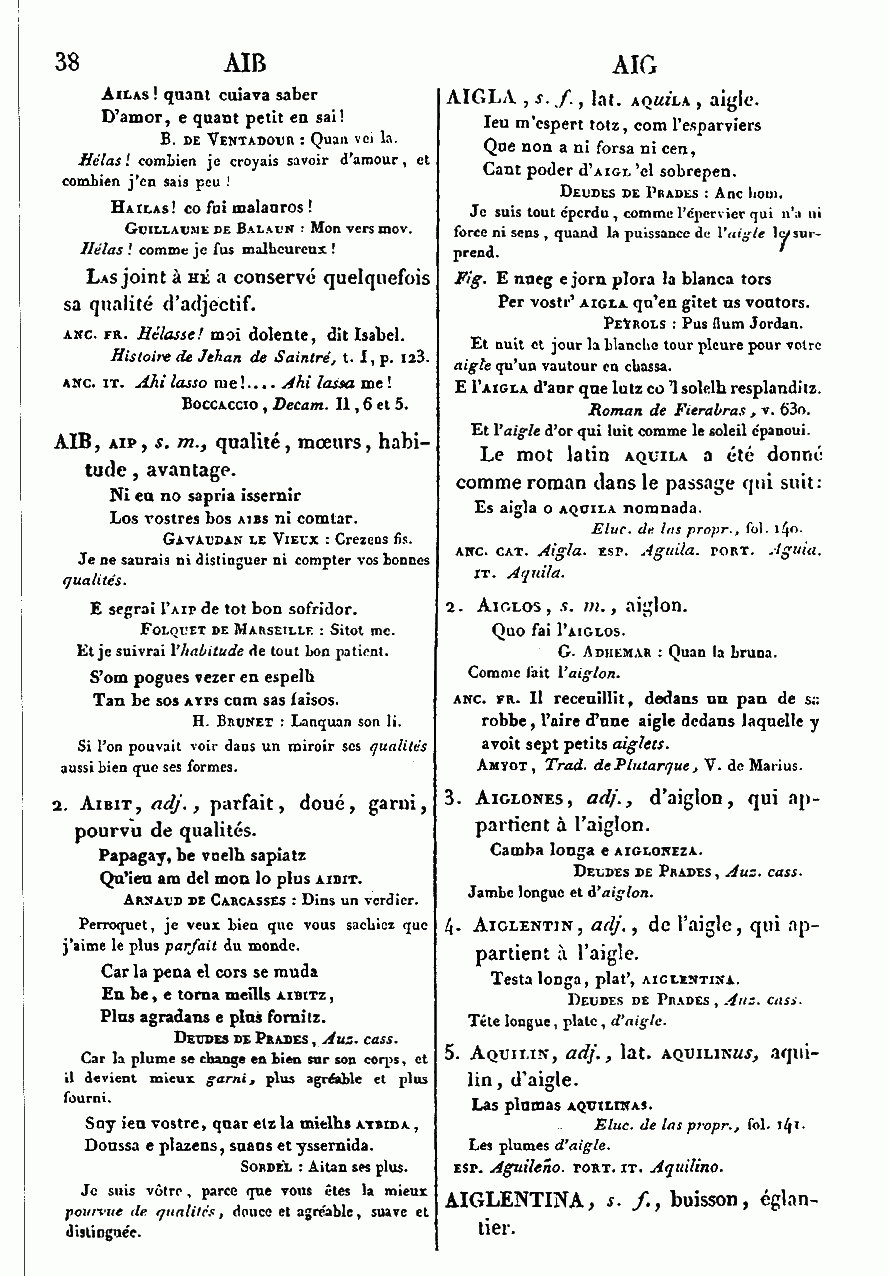 38 AIB AIG
AILAS! quant cuiava saber
D'amor, e quant petit en sai!
B. DE VENTADOUR : Quan vei la.
Hélas! combien je croyais savoir d'amour, et
combien j'en sais peu!
HAILAS! co fui malauros!
GUILLAUME DE BALAUN : Mon vers mov.
Hélas! comme je fus malheureux!
LAS joint à HÉ a conservé quelquefois
sa qualité d'adjectif.
ANC. FR. Hélasse! moi dolente, dit Isabel.
Histoire de Jehan de Saintré, t. I, p. 123.
ANC. IT. Ahi lasso me!.... Ahi lassa me!
BOCCACCIO, Decam. II, 6 et 5.
AIB, AIP, s. m., qualité, mœurs, habi-
tude, avantage.
Ni eu no sapria issernir
Los vostres bos AIBS ni comtar.
GAVAUDAN LE VIEUX : Crezens fis.
Je ne saurais ni distinguer ni compter vos bonnes
qualités.
E segrai l'AIP de tot bon sofridor.
FOLQUET DE MARSEILLE : Sitot me.
Et je suivrai l'habitude de tout bon patient.
S'om pogues vezer en espelh
Tan be sos AYPS cum sas faisos.
H. BRUNET : Lanquan son li.
Si l'on pouvait voir dans un miroir ses qualités
aussi bien que ses formes.
2. AIBIT, adj., parfait, doué, garni,
pourvu de qualités.
Papagay, be vuelh sapiatz
Qu'ieu am del mon lo plus AIBIT.
ARNAUD DE CARCASSES : Dins un verdier.
Perroquet, je veux bien que vous sachiez que
j'aime le plus parfait du monde.
Car la pena el cors se muda
En be, e torna meills AIBITZ,
Plus agradans e plus fornitz.
DEUDES DE PRADES, Auz. cass.
Car la plume se change en bien sur son corps, et
il devient mieux garni, plus agréable et plus
fourni.
Suy ieu vostre, quar etz la mielhs AYBIDA,
Doussa e plazens, suaus et yssernida.
SORDEL : Aitan ses plus.
Je suis vôtre, parce que vous êtes la mieux
pourvue de qualités, douce et agréable, suave et
distinguée.
AIGLA, s. f., lat. AQUILA, aigle.
Ieu m'espert totz, com l'esparviers
Que non a ni forsa ni cen,
Cant poder d'AIGL 'el sobrepen.
DEUDES DE PRADES : Anc hom.
Je suis tout éperdu, comme l'épervier qui n'a ni
force ni sens, quand la puissance de l'aigle le sur-
prend.
Fig. E nueg e jorn plora la blanca tors
Per vostr' AIGLA qu'en gitet us voutors.
PEYROLS : Pus flum Jordan.
Et nuit et jour la blanche tour pleure pour votre
aigle qu'un vautour en chassa.
E l'AIGLA d'aur que lutz co 'l solelh resplanditz.
Roman de Fierabras, v. 630.
Et l'aigle d'or qui luit comme le soleil épanoui.
Le mot latin AQUILA a été donné
comme roman dans le passage qui suit:
Es aigla o AQUILA nomnada.
Eluc. de las propr., fol. 140.
ANC. CAT. Aigla. ESP. Aguila. PORT. Aguia.
IT. Aquila.
2. AIGLOS, s. m., aiglon.
Quo fai l'AIGLOS.
G. ADHEMAR : Quan la bruna.
Comme fait l'aiglon.
ANC. FR. Il recueillit, dedans un pan de sa
robbe, l'aire d'une aigle dedans laquelle y
avoit sept petits aiglets.
AMYOT, Trad. de Plutarque, V. de Marius.
3. AIGLONES, adj., d'aiglon, qui ap-
partient à l'aiglon.
Camba longa e AIGLONEZA.
DEUDES DE PRADES, Auz. cass.
Jambe longue et d'aiglon.
4. AIGLENTIN, adj., de l'aigle, qui ap-
partient à l'aigle.
Testa longa, plat', AIGLENTINA.
DEUDES DE PRADES, Auz. cass.
Tête longue, plate, d'aigle.
5. AQUILIN, adj., lat. AQUILINUS, aqui-
lin, d'aigle.
Las plumas AQUILINAS.
Eluc. de las propr., fol. 141.
Les plumes d'aigle.
ESP. Aguileño. PORT. IT. Aquilino.
AIGLENTINA, s. f., buisson, églan-
tier.